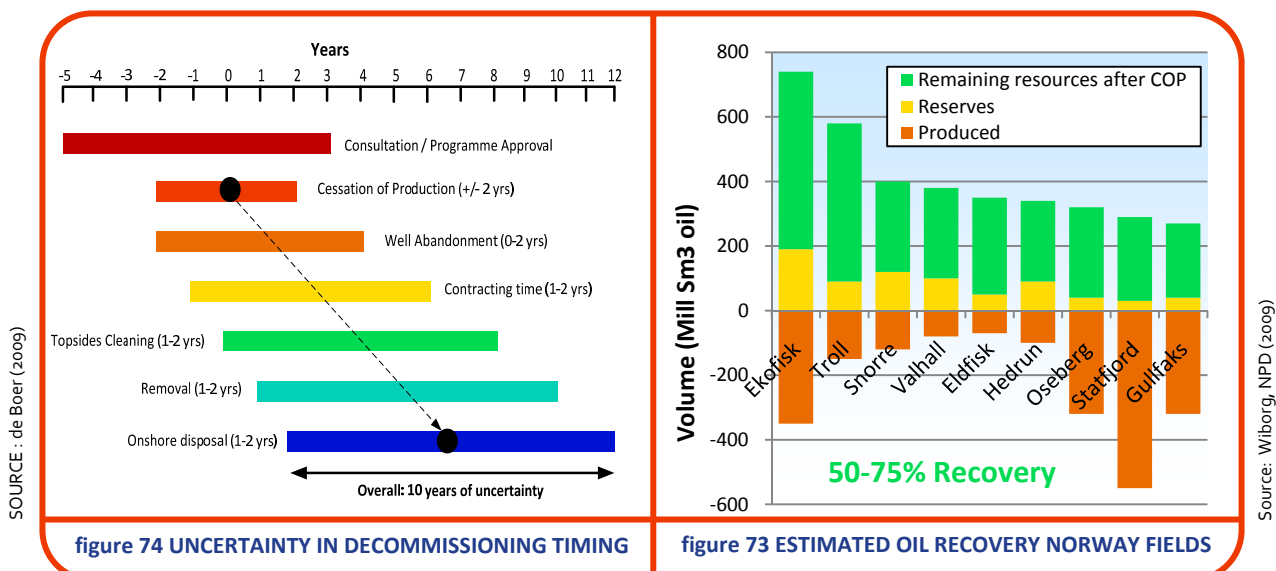 SOURCE : de Boer (2009)
Years
-5 -4 -3 -2 -1 0 1 2 3 4 5 6 7 8 9 10 11 12
Consultation / Programme Approval
Cessation of Production (+/- 2 yrs)
Well Abandonment (0-2 yrs)
Contracting time (1-2 yrs)
Topsides Cleaning (1-2 yrs)
Removal (1-2 yrs)
Onshore disposal (1-2 yrs)
Overall: 10 years of uncertainty
figure 74 UNCERTAINTY IN DECOMMISSIONING TIMING
Volume (Mill Sm3 oil)
800
600
400
200
0
-200
-400
-600
Remaining resources after COP
Reserves
Produced
Ekofisk
Troll
Snorre
Valhall
Eldfisk
Hedrun
Oseberg
Statfjord
Gullfaks
50-75% Recovery
figure 73 ESTIMATED OIL RECOVERY NORWAY FIELDS
Source: Wiborg, NPD (2009)